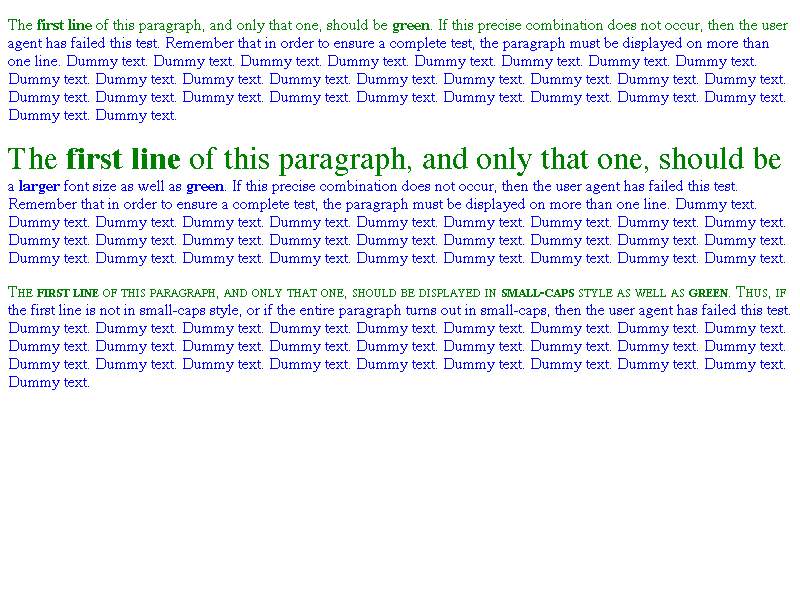 The first line of this paragraph, and only that one, should be green. If this precise combination does not occur, then the user
agent has failed this test. Remember that in order to ensure a complete test, the paragraph must be displayed on more than
one line. Dummy text. Dummy text. Dummy text. Dummy text. Dummy text. Dummy text. Dummy text. Dummy text.
Dummy text. Dummy text. Dummy text. Dummy text. Dummy text. Dummy text. Dummy text. Dummy text. Dummy text.
Dummy text. Dummy text. Dummy text. Dummy text. Dummy text. Dummy text. Dummy text. Dummy text. Dummy text.
Dummy text. Dummy text.
The first line of this paragraph, and only that one, should be
a larger font size as well as green. If this precise combination does not occur, then the user agent has failed this test.
Remember that in order to ensure a complete test, the paragraph must be displayed on more than one line. Dummy text.
Dummy text. Dummy text. Dummy text. Dummy text. Dummy text. Dummy text. Dummy text. Dummy text. Dummy text.
Dummy text. Dummy text. Dummy text. Dummy text. Dummy text. Dummy text. Dummy text. Dummy text. Dummy text.
Dummy text. Dummy text. Dummy text. Dummy text. Dummy text. Dummy text. Dummy text. Dummy text. Dummy text.
The first line of this paragraph, and only that one, should be displayed in small-caps style as well as green. Thus, if
the first line is not in small-caps style, or if the entire paragraph turns out in small-caps, then the user agent has failed this test.
Dummy text. Dummy text. Dummy text. Dummy text. Dummy text. Dummy text. Dummy text. Dummy text. Dummy text.
Dummy text. Dummy text. Dummy text. Dummy text. Dummy text. Dummy text. Dummy text. Dummy text. Dummy text.
Dummy text. Dummy text. Dummy text. Dummy text. Dummy text. Dummy text. Dummy text. Dummy text. Dummy text.
Dummy text.